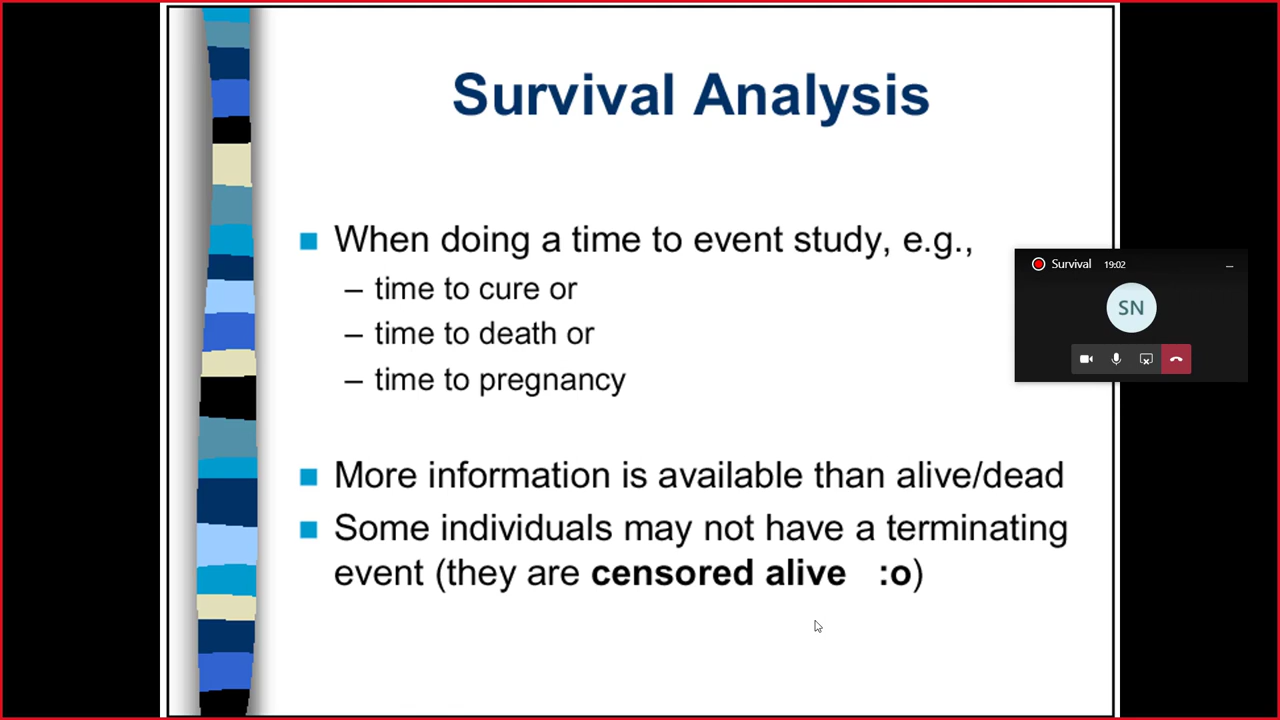 Survival Analysis
When doing a time to event study, e.g.,
– time to cure or
– time to death or
– time to pregnancy
More information is available than alive/dead
Some individuals may not have a terminating
event (they are censored alive :o)
Survival 19:02
SN